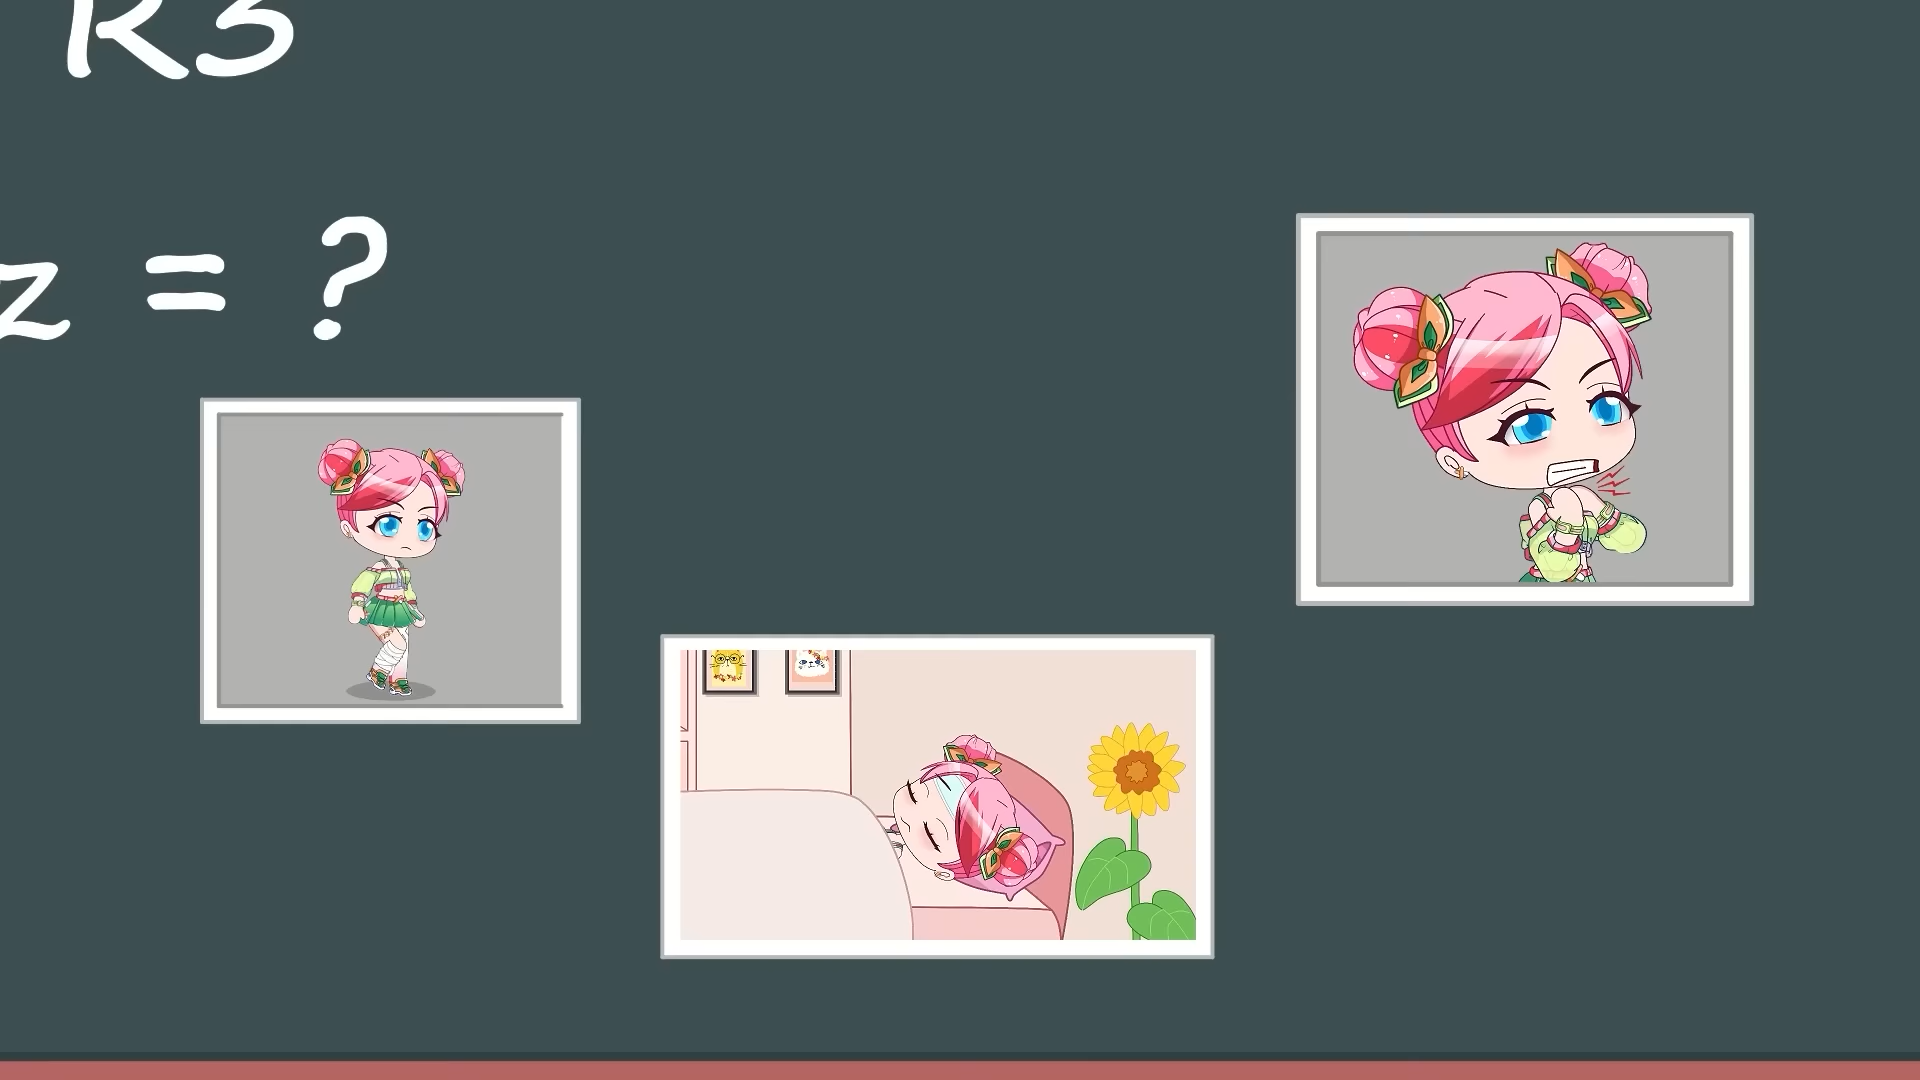 R3
z = ?